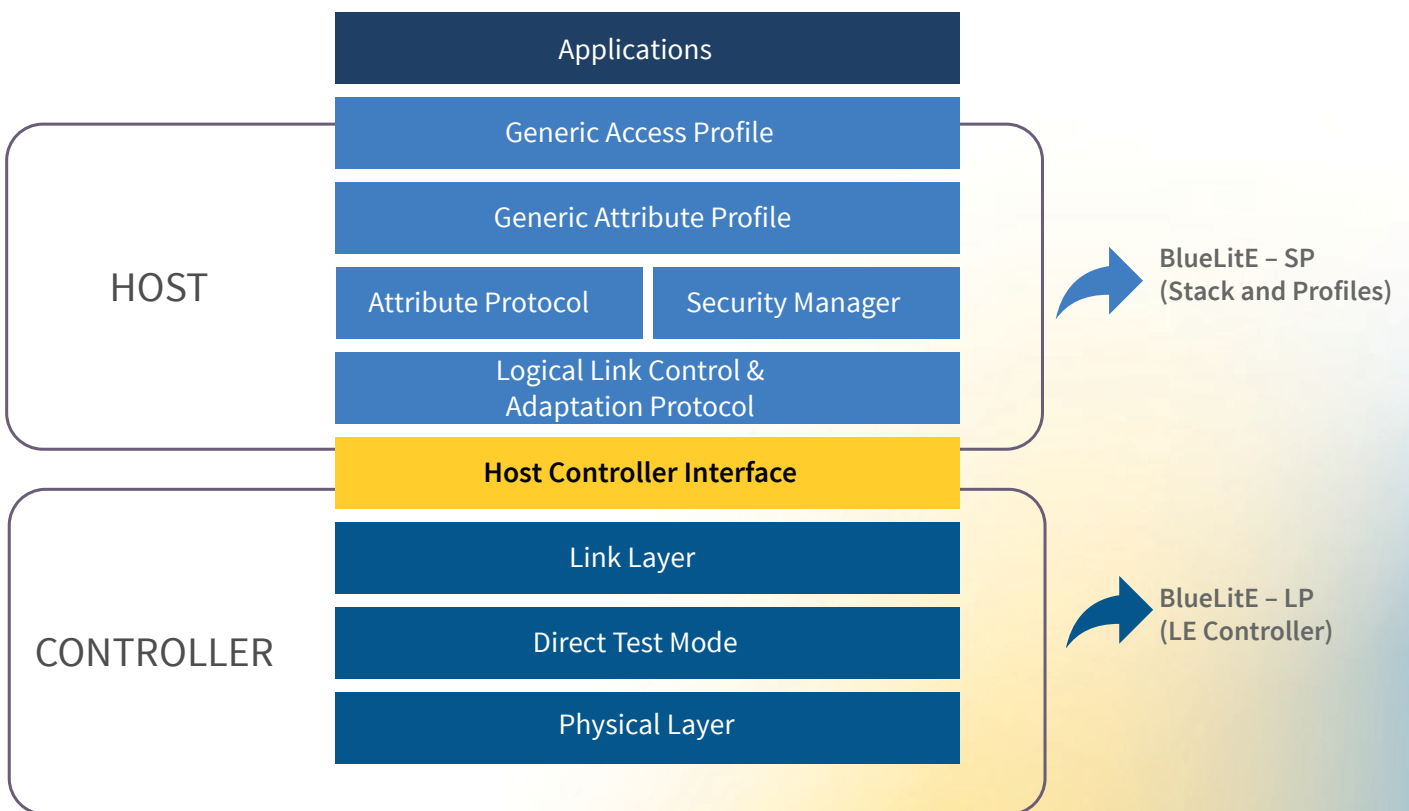 Applications
Generic Access Profile
Generic Attribute Profile
HOST
Attribute Protocol
Security Manager
Logical Link Control &
Adaptation Protocol
BlueLitE – SP
(Stack and Profiles)
Host Controller Interface
Link Layer
CONTROLLER
Direct Test Mode
Physical Layer
BlueLitE – LP
(LE Controller)